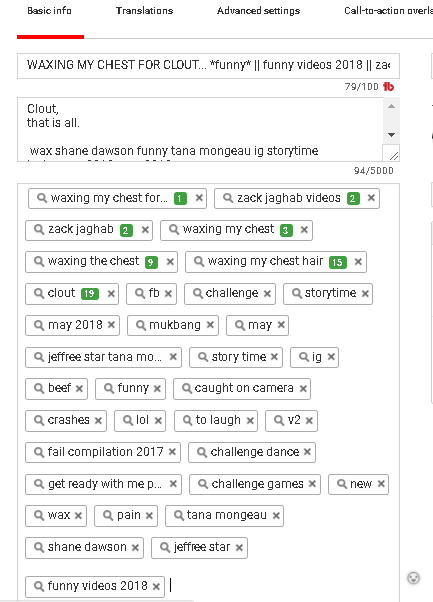 Basic info Translations Advanced settings Call-to-action overla
WAXING MY CHEST FOR CLOUT... *funny* || funny videos 2018 || zac
79/100 fb
Clout,
that is all.
wax shane dawson funny tana mongeau ig storytime
94/5000
waxing my chest for... 1 × zack jaghab videos 2 ×
zack jaghab 2 × waxing my chest 3 ×
waxing the chest 9 × waxing my chest hair 15 ×
clout 19 × fb × challenge × storytime ×
may 2018 × mukbang × may ×
jeffree star tana mo... × story time × ig ×
beef × funny × caught on camera ×
crashes × lol × to laugh × v2 ×
fail compilation 2017 × challenge dance ×
get ready with me p... × challenge games × new ×
wax × pain × tana mongeau ×
shane dawson × jeffree star ×
funny videos 2018 ×